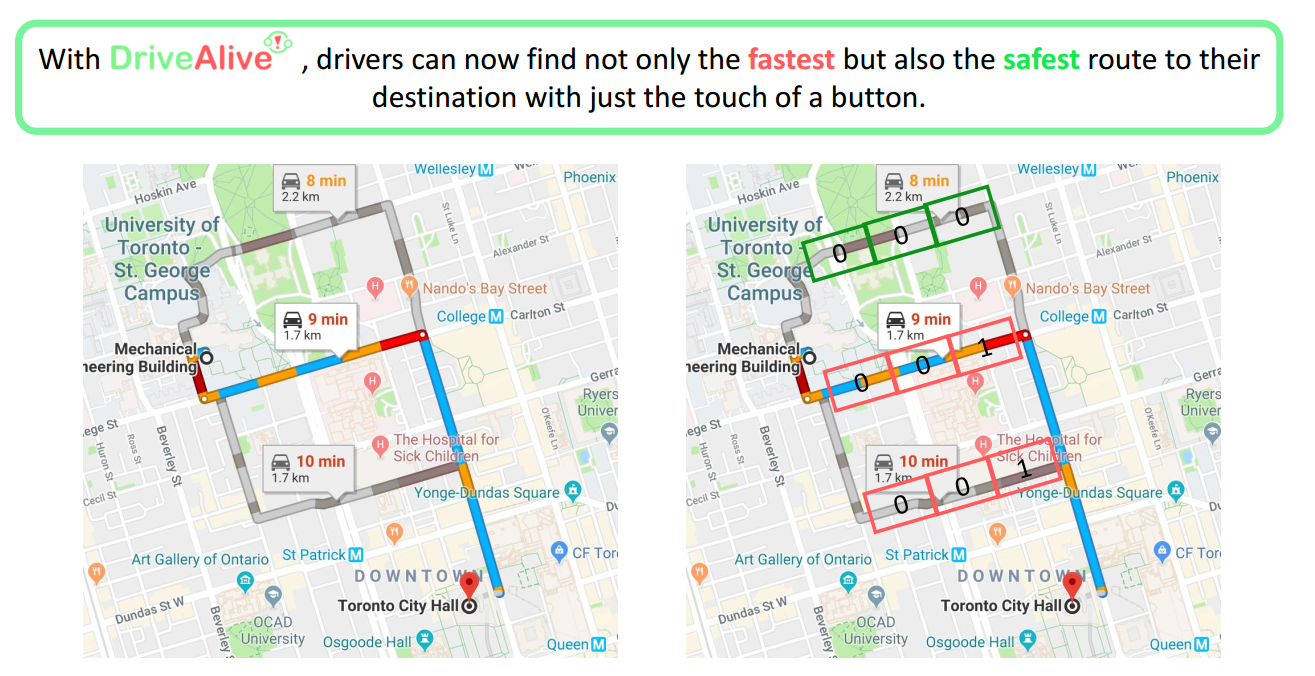 With DriveAlive , drivers can now find not only the fastest but also the safest route to their
destination with just the touch of a button.
8 min
2.2 km
Wellesley M
Phoenix
Hoskin Ave
University of
Toronto -
St. George
Campus
St Luke Ln
Alexander St
H
Nando's Bay Street
9 min
1.7 km
College M
Carlton St
Mechanical
neering Building
H
Gerra
Ryers
Univer
O'Keefe Ln
ege St
Huron St
Ross St
Beverley St
H
The Hospital for
Sick Children
10 min
1.7 km
Cecil St
Yonge-Dundas Square
Du
Art Gallery of Ontario
St Patrick M
CF Toro
DOWNTOWN
Dundas St W
Beverley S
Toronto City Hall
OCAD
University
Osgoode Hall
Queen M
8 min
2.2 km
Wellesley M
Phoenix
Hoskin Ave
University of
Toronto -
St. George
Campus
0
0
0
St Luke Ln
Alexander St
H
Nando's Bay Street
9 min
1.7 km
College M
Carlton St
Mechanical
neering Building
0
0
1
H
Gerra
Ryers
Univer
O'Keefe Ln
ege St
Huron St
Ross St
Beverley St
H
The Hospital for
Sick Children
10 min
1.7 km
0
0
1
Cecil St
Yonge-Dundas Square
Du
Art Gallery of Ontario
St Patrick M
CF Toro
DOWNTOWN
Dundas St W
Beverley S
Toronto City Hall
OCAD
University
Osgoode Hall
Queen M